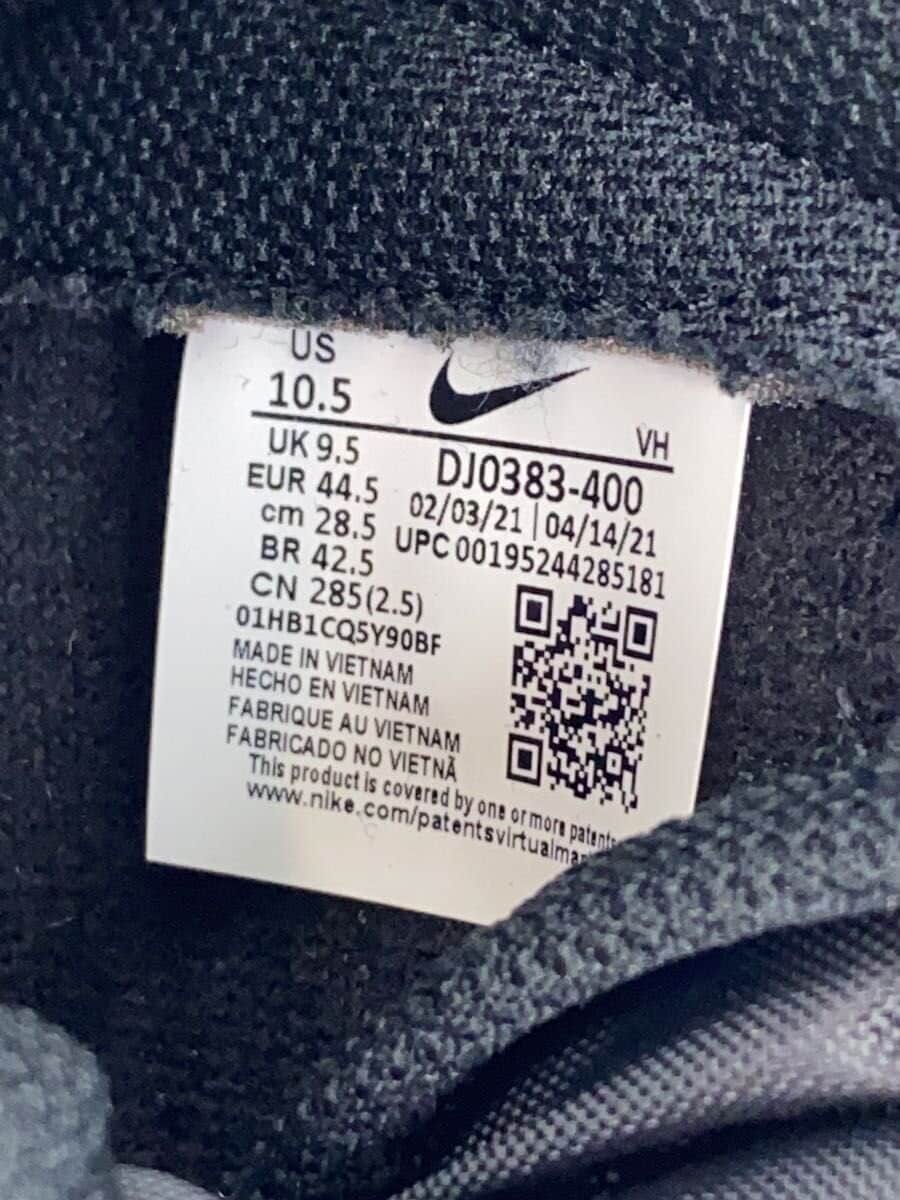 US
10.5
VH
UK 9.5
EUR 44.5
cm 28.5
BR 42.5
CN 285(2.5)
DJ0383-400
02/03/21 | 04/14/21
UPC 00195244285181
01HB1CQ5Y90BF
MADE IN VIETNAM
HECHO EN VIETNAM
FABRIQUE AU VIETNAM
FABRICADO NO VIETNÃ
This product is covered by one or more patents
www.nike.com/patentsvirtualmar